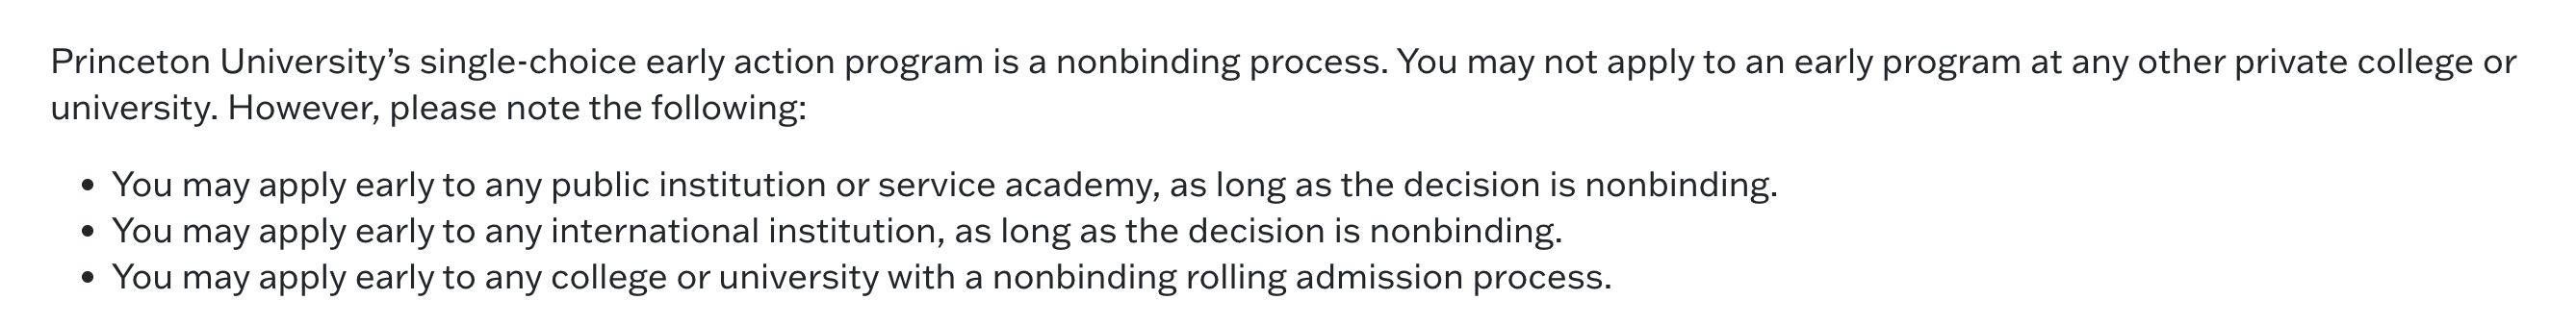 Princeton University’s single-choice early action program is a nonbinding process. You may not apply to an early program at any other private college or
university. However, please note the following:
• You may apply early to any public institution or service academy, as long as the decision is nonbinding.
• You may apply early to any international institution, as long as the decision is nonbinding.
• You may apply early to any college or university with a nonbinding rolling admission process.